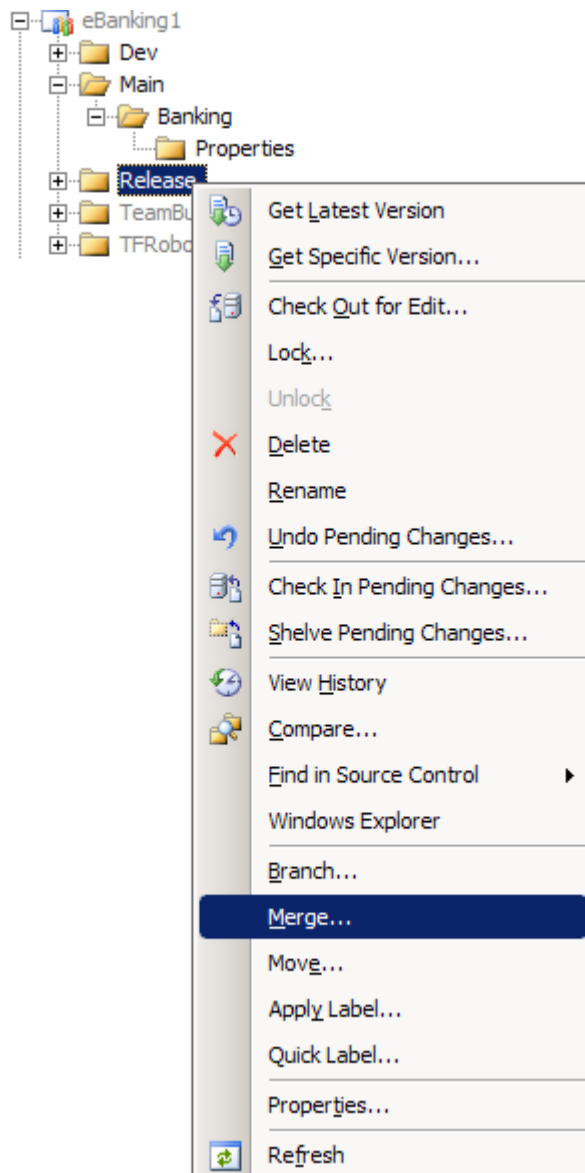 eBanking1
Dev
Main
Banking
Properties
Release
TeamBu
TFRobo
Get Latest Version
Get Specific Version...
Check Out for Edit...
Lock...
Unlock
Delete
Rename
Undo Pending Changes...
Check In Pending Changes...
Shelve Pending Changes...
View History
Compare...
Find in Source Control
Windows Explorer
Branch...
Merge...
Move...
Apply Label...
Quick Label...
Properties...
Refresh